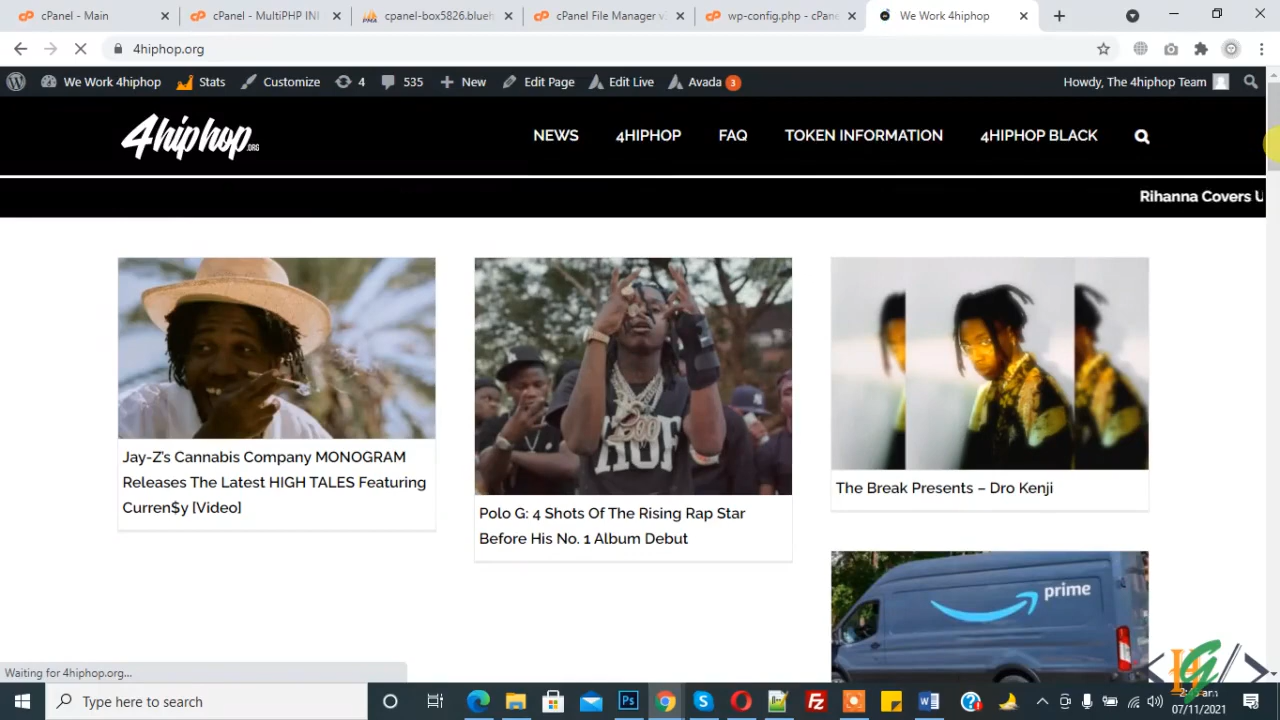 cPanel - Main
cPanel - MultiPHP INI
cpanel-box5826.blueh
cPanel File Manager v
wp-config.php - cPane
We Work 4hiphop
4hiphop.org
We Work 4hiphop Stats Customize 4 535 New Edit Page Edit Live Avada 3 Howdy, The 4hiphop Team
4hiphop.ORG
NEWS 4HIPHOP FAQ TOKEN INFORMATION 4HIPHOP BLACK
Rihanna Covers U
Jay-Z's Cannabis Company MONOGRAM
Releases The Latest HIGH TALES Featuring
Curren$y [Video]
Polo G: 4 Shots Of The Rising Rap Star
Before His No. 1 Album Debut
The Break Presents – Dro Kenji
prime
Waiting for 4hiphop.org...
Type here to search
07/11/2021